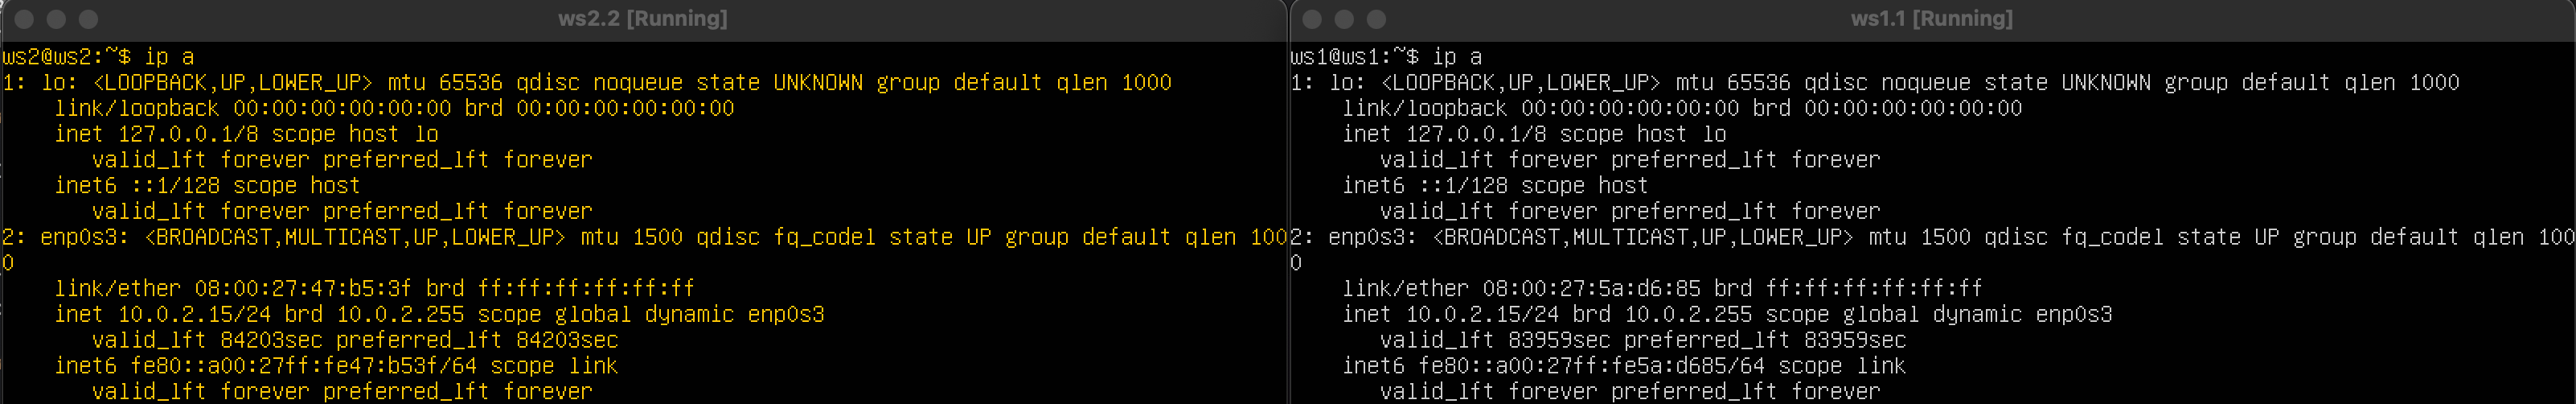 ws2.2 [Running]
ws2@ws2:~$ ip a
1: lo: <LOOPBACK,UP,LOWER_UP> mtu 65536 qdisc noqueue state UNKNOWN group default qlen 1000
    link/loopback 00:00:00:00:00:00 brd 00:00:00:00:00:00
    inet 127.0.0.1/8 scope host lo
       valid_lft forever preferred_lft forever
    inet6 ::1/128 scope host
       valid_lft forever preferred_lft forever
2: enp0s3: <BROADCAST,MULTICAST,UP,LOWER_UP> mtu 1500 qdisc fq_codel state UP group default qlen 100
0
    link/ether 08:00:27:47:b5:3f brd ff:ff:ff:ff:ff:ff
    inet 10.0.2.15/24 brd 10.0.2.255 scope global dynamic enp0s3
       valid_lft 84203sec preferred_lft 84203sec
    inet6 fe80::a00:27ff:fe47:b53f/64 scope link
       valid_lft forever preferred_lft forever
ws1.1 [Running]
ws1@ws1:~$ ip a
1: lo: <LOOPBACK,UP,LOWER_UP> mtu 65536 qdisc noqueue state UNKNOWN group default qlen 1000
    link/loopback 00:00:00:00:00:00 brd 00:00:00:00:00:00
    inet 127.0.0.1/8 scope host lo
       valid_lft forever preferred_lft forever
    inet6 ::1/128 scope host
       valid_lft forever preferred_lft forever
2: enp0s3: <BROADCAST,MULTICAST,UP,LOWER_UP> mtu 1500 qdisc fq_codel state UP group default qlen 100
0
    link/ether 08:00:27:5a:d6:85 brd ff:ff:ff:ff:ff:ff
    inet 10.0.2.15/24 brd 10.0.2.255 scope global dynamic enp0s3
       valid_lft 83959sec preferred_lft 83959sec
    inet6 fe80::a00:27ff:fe5a:d685/64 scope link
       valid_lft forever preferred_lft forever